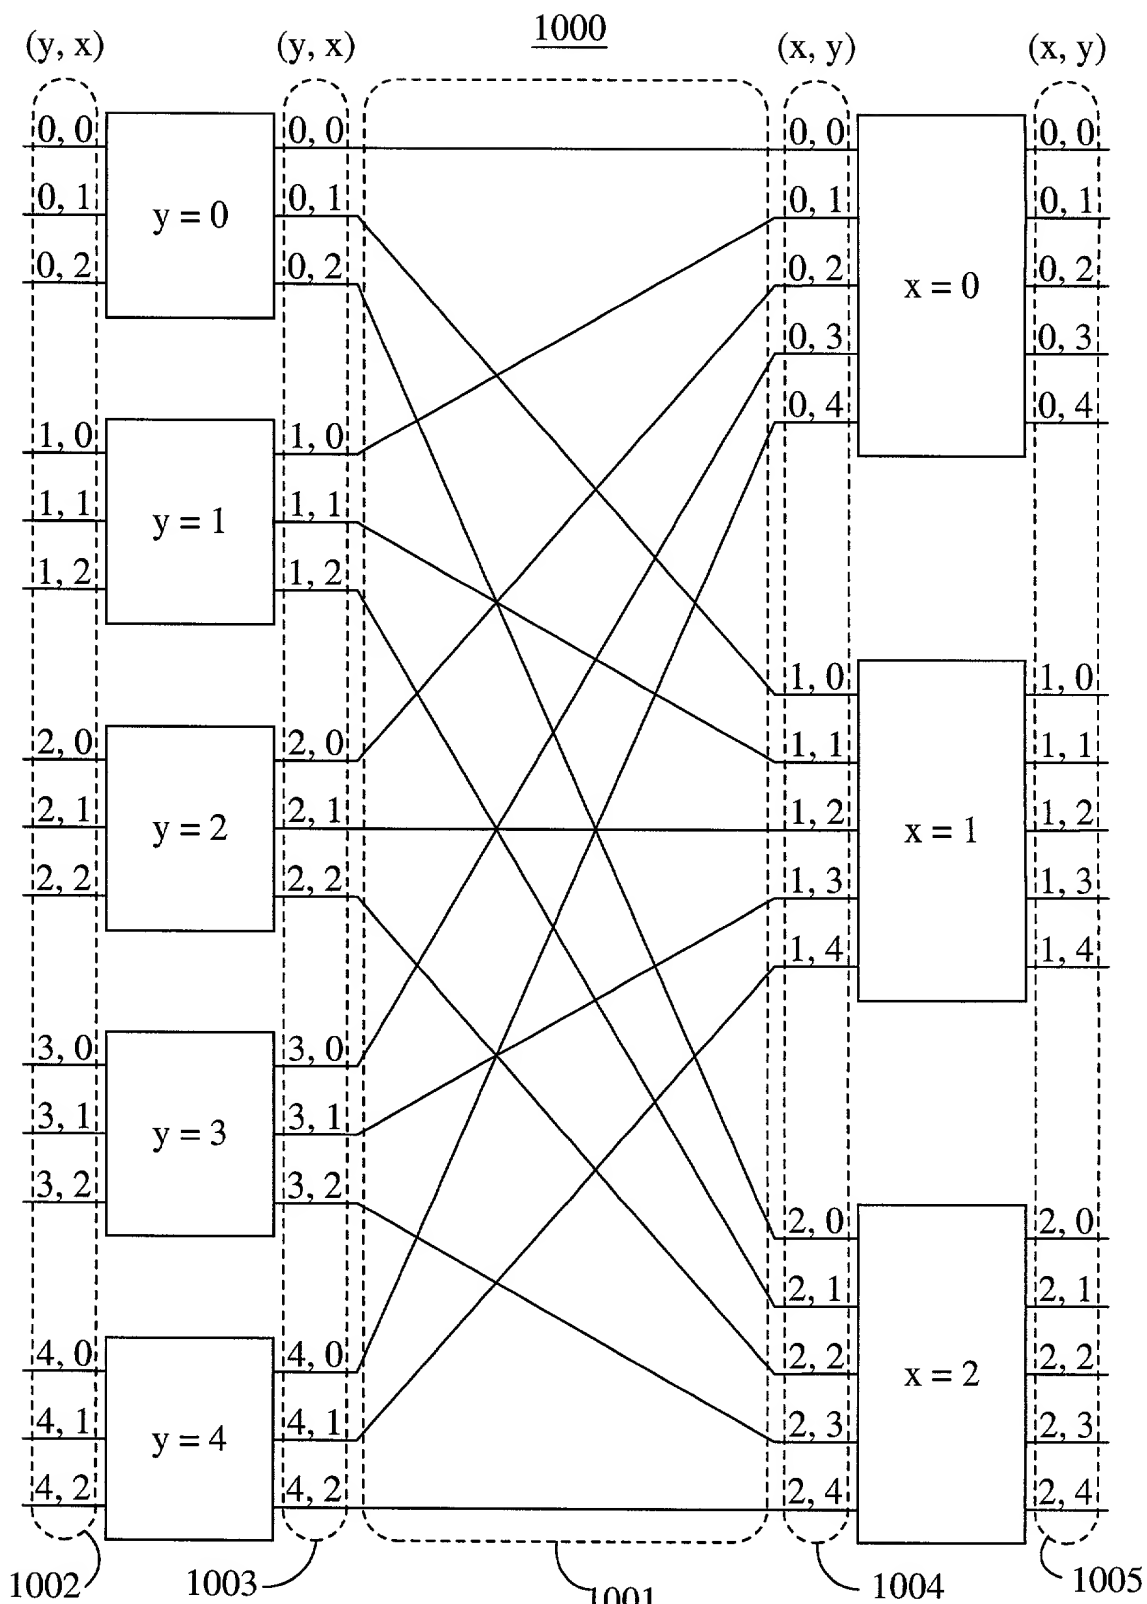 1000
(y, x) (y, x) (x, y) (x, y)
0, 0 0, 0 0, 0 0, 0
0, 1 y = 0 0, 1 0, 1 0, 1
0, 2 0, 2 0, 2 x = 0 0, 2
0, 3 0, 3
0, 4 0, 4
1, 0 1, 0
1, 1 y = 1 1, 1
1, 2 1, 2
1, 0 1, 0
2, 0 2, 0 1, 1 1, 1
2, 1 y = 2 2, 1 1, 2 x = 1 1, 2
2, 2 2, 2 1, 3 1, 3
1, 4 1, 4
3, 0 3, 0
3, 1 y = 3 3, 1
3, 2 3, 2
2, 0 2, 0
2, 1 2, 1
4, 0 4, 0 2, 2 x = 2 2, 2
4, 1 y = 4 4, 1 2, 3 2, 3
4, 2 4, 2 2, 4 2, 4
1002 1003 1001 1004 1005